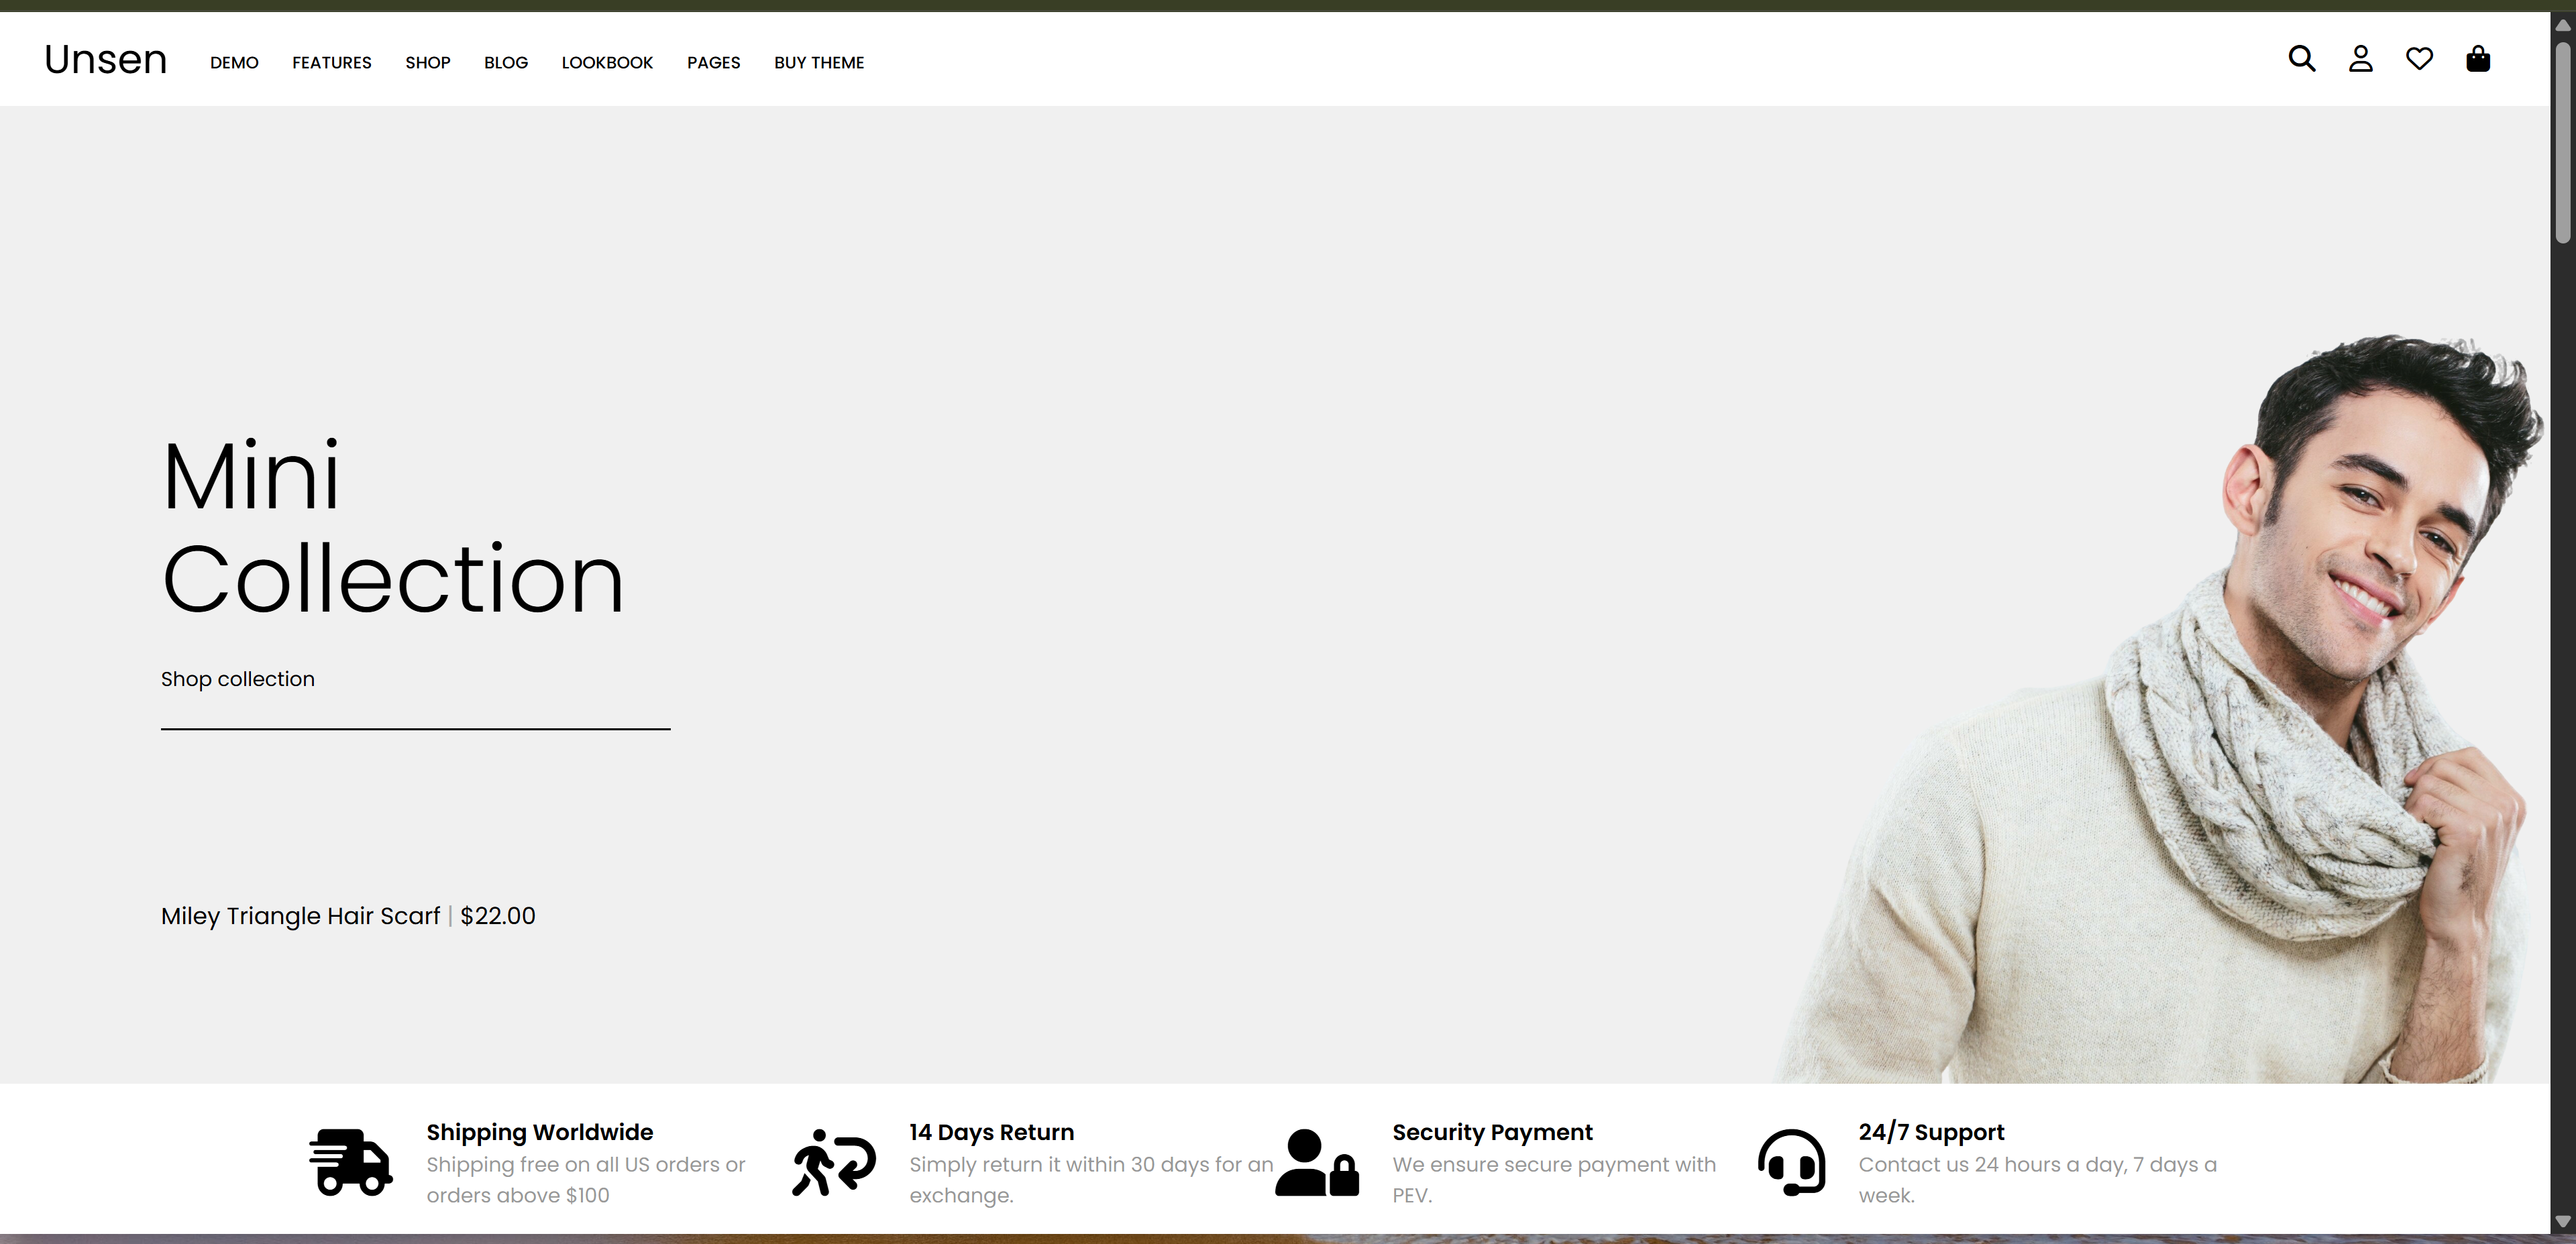 Unsen
DEMO FEATURES SHOP BLOG LOOKBOOK PAGES BUY THEME
Mini
Collection
Shop collection
Miley Triangle Hair Scarf | $22.00
Shipping Worldwide
Shipping free on all US orders or
orders above $100
14 Days Return
Simply return it within 30 days for an
exchange.
Security Payment
We ensure secure payment with
PEV.
24/7 Support
Contact us 24 hours a day, 7 days a
week.